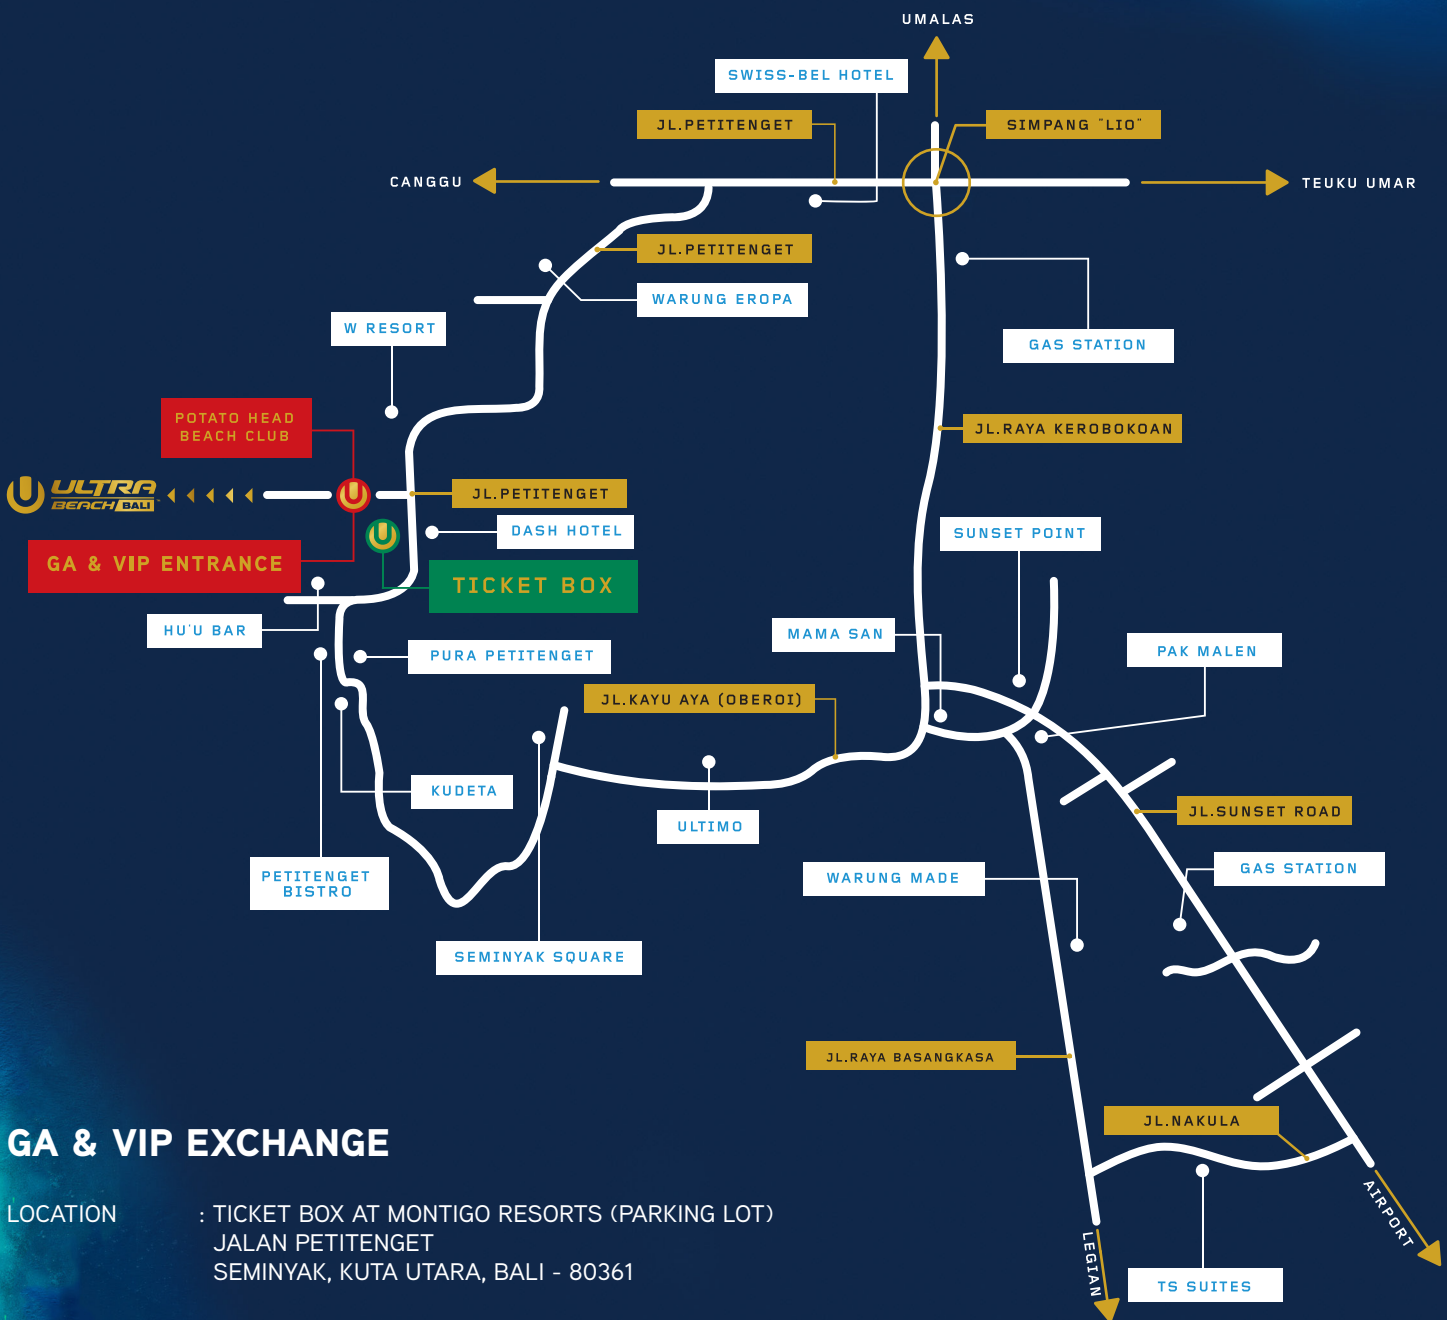 UMALAS
SWISS-BEL HOTEL
JL.PETITENGET
SIMPANG "LIO"
CANGGU
TEUKU UMAR
JL.PETITENGET
WARUNG EROPA
W RESORT
GAS STATION
POTATO HEAD
BEACH CLUB
JL.RAYA KEROBOKOAN
ULTRA
BEACH BALI
JL.PETITENGET
DASH HOTEL
SUNSET POINT
GA & VIP ENTRANCE
TICKET BOX
HU'U BAR
MAMA SAN
PAK MALEN
PURA PETITENGET
JL.KAYU AYA (OBEROI)
KUDETA
ULTIMO
JL.SUNSET ROAD
PETITENGET
BISTRO
WARUNG MADE
GAS STATION
SEMINYAK SQUARE
JL.RAYA BASANGKASA
JL.NAKULA
GA & VIP EXCHANGE
AIRPORT
LEGIAN
TS SUITES
LOCATION : TICKET BOX AT MONTIGO RESORTS (PARKING LOT)
JALAN PETITENGET
SEMINYAK, KUTA UTARA, BALI - 80361